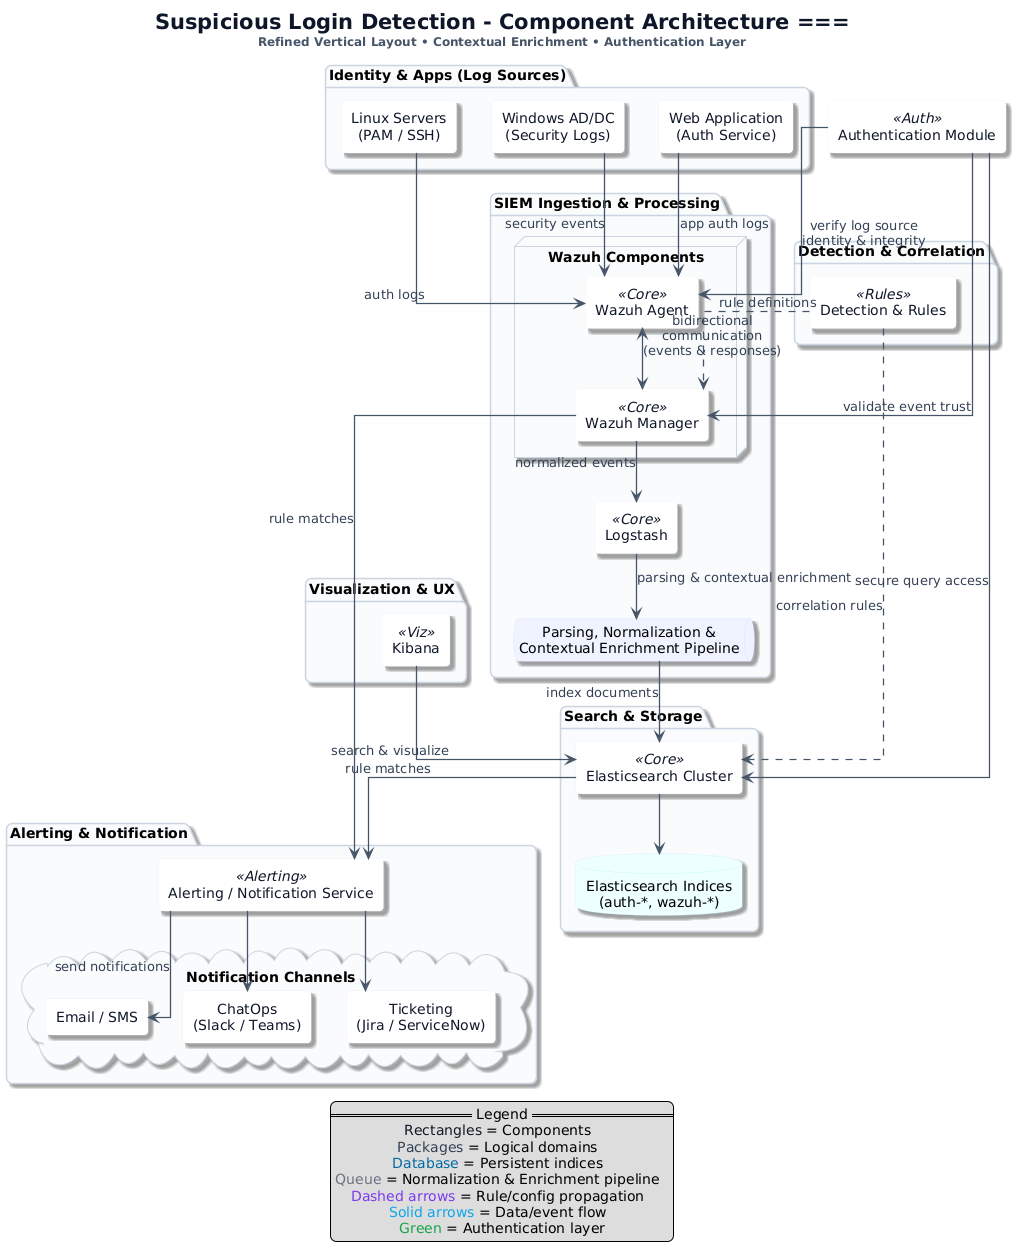 Suspicious Login Detection - Component Architecture ===
Refined Vertical Layout • Contextual Enrichment • Authentication Layer
Identity & Apps (Log Sources)
Linux Servers
(PAM / SSH)
Windows AD/DC
(Security Logs)
Web Application
(Auth Service)
«Auth»
Authentication Module
SIEM Ingestion & Processing
security events
app auth logs
verify log source
identity & integrity
Wazuh Components
Detection & Correlation
auth logs
«Core»
Wazuh Agent
rule definitions
«Rules»
Detection & Rules
bidirectional
communication
(events & responses)
«Core»
Wazuh Manager
validate event trust
normalized events
rule matches
«Core»
Logstash
parsing & contextual enrichment
secure query access
correlation rules
Visualization & UX
«Viz»
Kibana
Parsing, Normalization &
Contextual Enrichment Pipeline
index documents
Search & Storage
search & visualize
rule matches
«Core»
Elasticsearch Cluster
Alerting & Notification
«Alerting»
Alerting / Notification Service
Elasticsearch Indices
(auth-*, wazuh-*)
send notifications
Notification Channels
Email / SMS
ChatOps
(Slack / Teams)
Ticketing
(Jira / ServiceNow)
Legend
Rectangles = Components
Packages = Logical domains
Database = Persistent indices
Queue = Normalization & Enrichment pipeline
Dashed arrows = Rule/config propagation
Solid arrows = Data/event flow
Green = Authentication layer